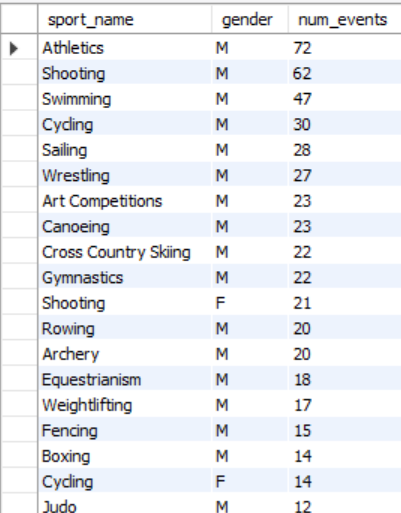 sport_name gender num_events
Athletics M 72
Shooting M 62
Swimming M 47
Cycling M 30
Sailing M 28
Wrestling M 27
Art Competitions M 23
Canoeing M 23
Cross Country Skiing M 22
Gymnastics M 22
Shooting F 21
Rowing M 20
Archery M 20
Equestrianism M 18
Weightlifting M 17
Fencing M 15
Boxing M 14
Cycling F 14
Judo M 12